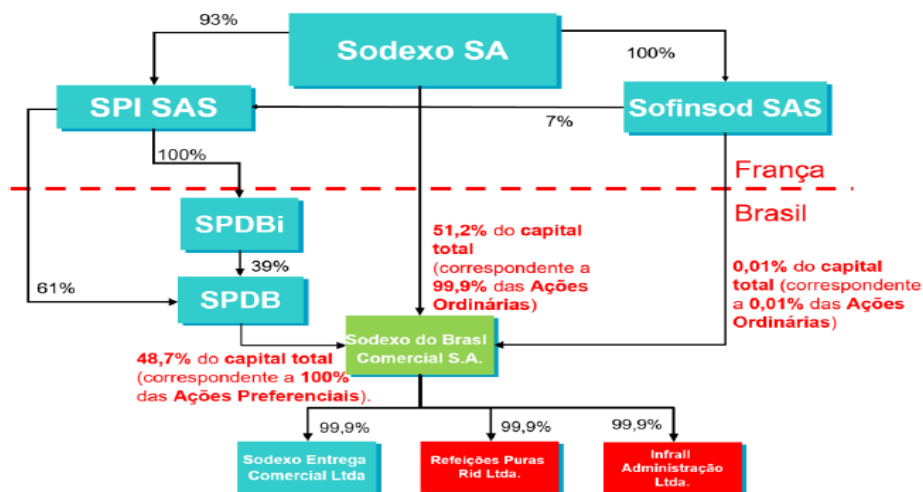 93%
Sodexo SA
100%
SPI SAS
Sofinsod SAS
7%
100%
França
Brasil
SPDBi
51,2% do capital
total
(correspondente a
99,9% das Ações
Ordinárias)
0,01% do capital
total (correspondente
a 0,01% das Ações
Ordinárias)
39%
61%
SPDB
Sodexo do Brasl
Comercial S.A.
48,7% do capital total
(correspondente a 100%
das Ações Preferenciais).
99,9%
99,9%
99,9%
Sodexo Entrega
Comercial Ltda
Refeições Puras
Rid Ltda.
Infrall
Administração
Ltda.